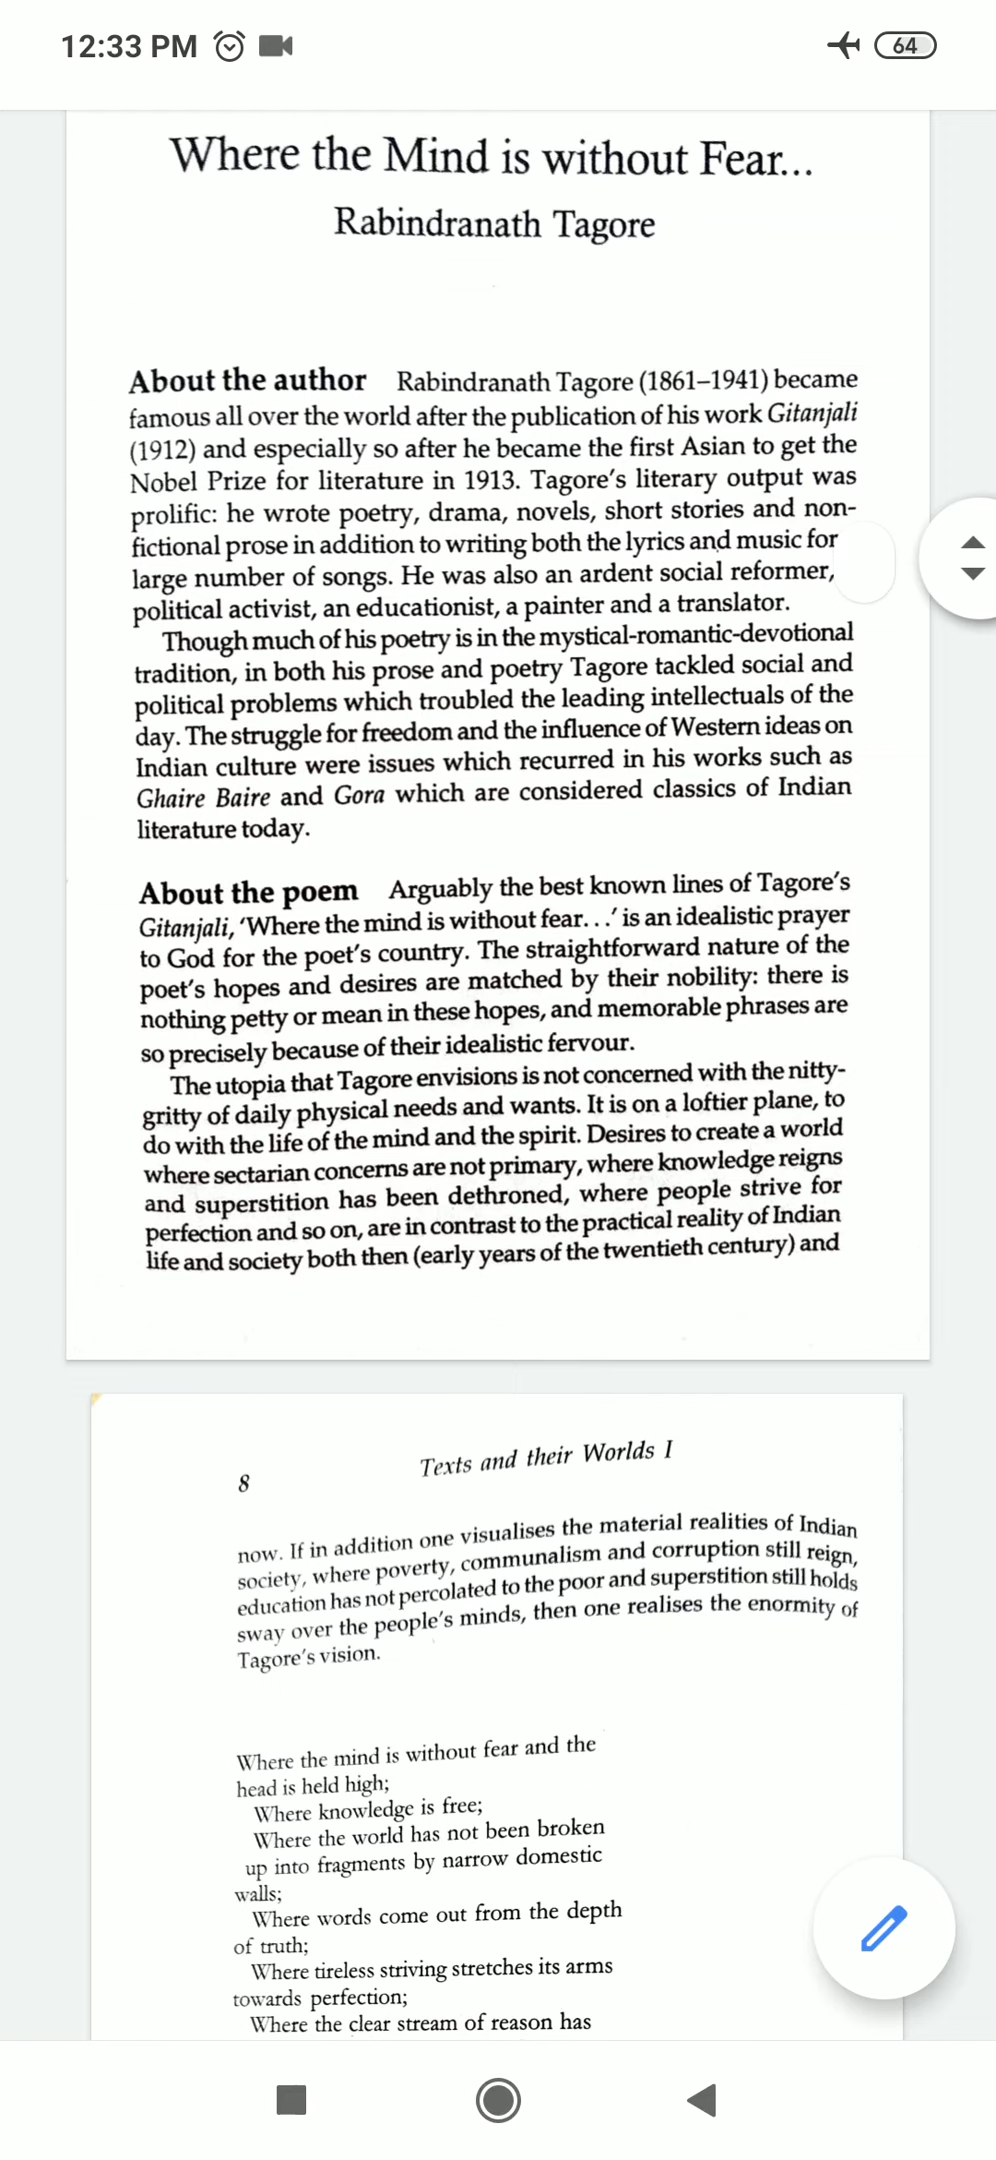 12:33 PM
64
Where the Mind is without Fear...
Rabindranath Tagore
About the author Rabindranath Tagore (1861–1941) became
famous all over the world after the publication of his work Gitanjali
(1912) and especially so after he became the first Asian to get the
Nobel Prize for literature in 1913. Tagore's literary output was
prolific: he wrote poetry, drama, novels, short stories and non-
fictional prose in addition to writing both the lyrics and music for
large number of songs. He was also an ardent social reformer,
political activist, an educationist, a painter and a translator.
Though much of his poetry is in the mystical-romantic-devotional
tradition, in both his prose and poetry Tagore tackled social and
political problems which troubled the leading intellectuals of the
day. The struggle for freedom and the influence of Western ideas on
Indian culture were issues which recurred in his works such as
Ghaire Baire and Gora which are considered classics of Indian
literature today.
About the poem Arguably the best known lines of Tagore's
Gitanjali, 'Where the mind is without fear. . .' is an idealistic prayer
to God for the poet's country. The straightforward nature of the
poet's hopes and desires are matched by their nobility: there is
nothing petty or mean in these hopes, and memorable phrases are
so precisely because of their idealistic fervour.
The utopia that Tagore envisions is not concerned with the nitty-
gritty of daily physical needs and wants. It is on a loftier plane, to
do with the life of the mind and the spirit. Desires to create a world
where sectarian concerns are not primary, where knowledge reigns
and superstition has been dethroned, where people strive for
perfection and so on, are in contrast to the practical reality of Indian
life and society both then (early years of the twentieth century) and
8
Texts and their Worlds I
now. If in addition one visualises the material realities of Indian
society, where poverty, communalism and corruption still reign,
education has not percolated to the poor and superstition still holds
sway over the people's minds, then one realises the enormity of
Tagore's vision.
Where the mind is without fear and the
head is held high;
Where knowledge is free;
Where the world has not been broken
up into fragments by narrow domestic
walls;
Where words come out from the depth
of truth;
Where tireless striving stretches its arms
towards perfection;
Where the clear stream of reason has